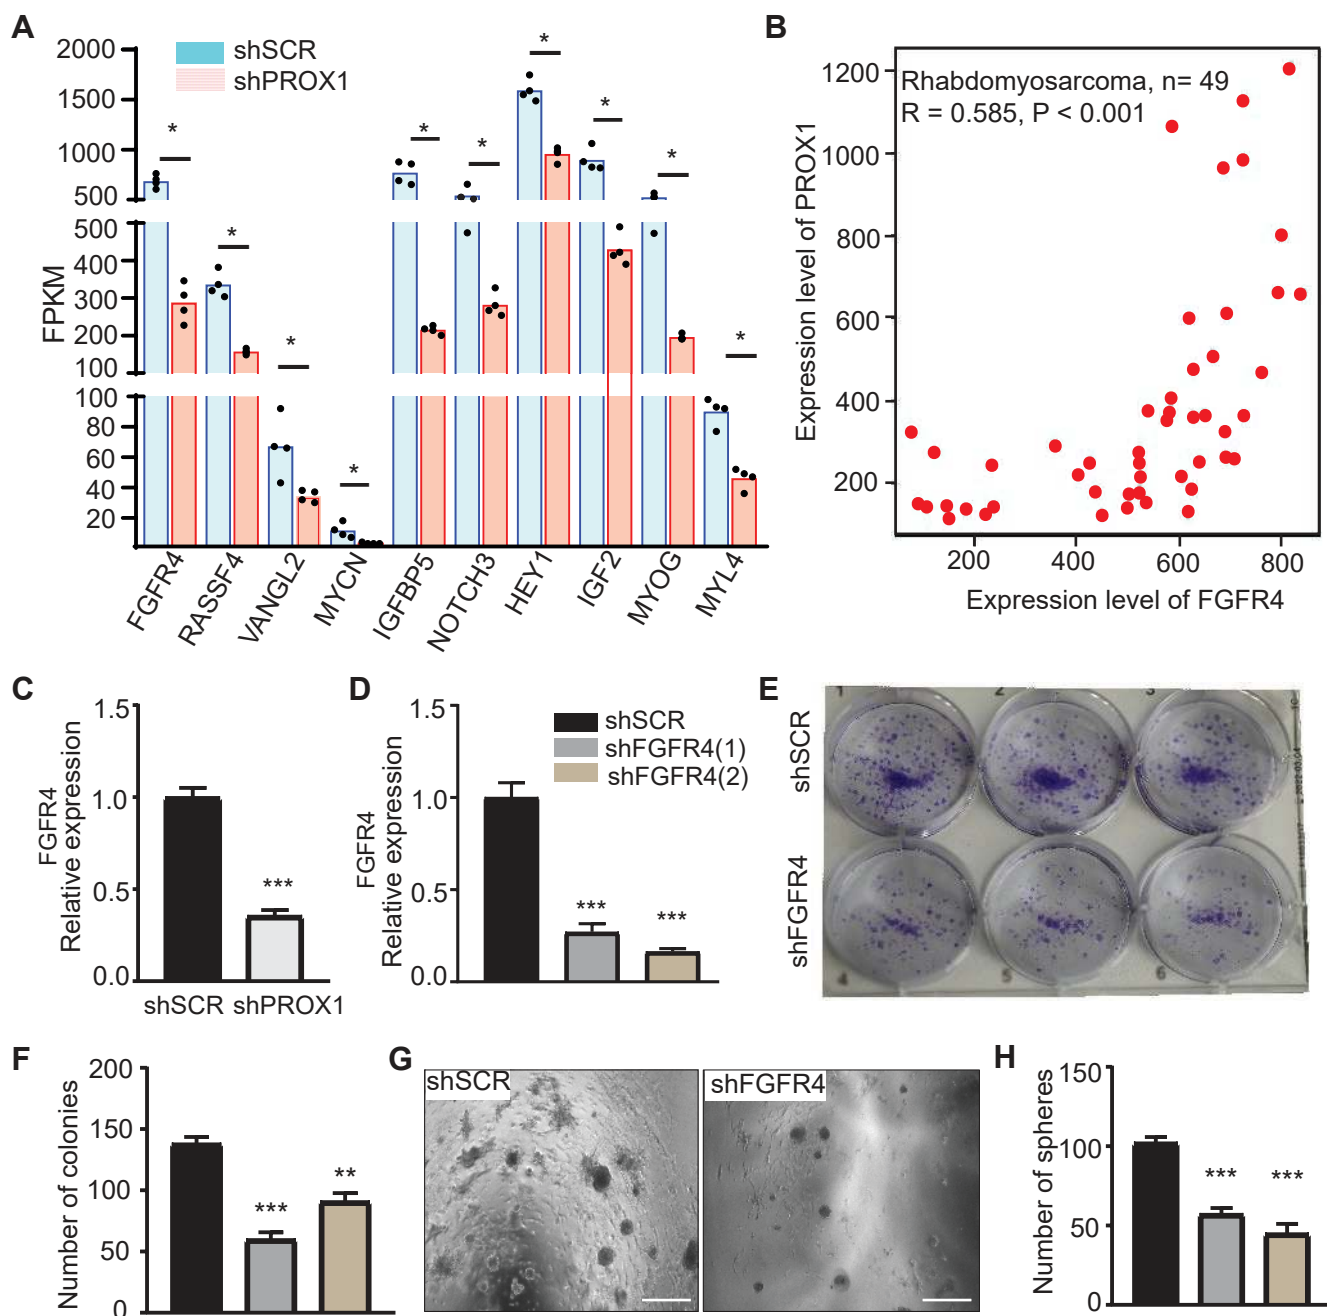 A
2000
1500
1000
500
500
400
300
200
100
100
80
60
40
20
FPKM
shSCR
shPROX1
*
*
*
*
*
*
*
*
*
*
FGFR4
RASSF4
VANGL2
MYCN
IGFBP5
NOTCH3
HEY1
IGF2
MYOG
MYL4
B
Rhabdomyosarcoma, n= 49
R = 0.585, P < 0.001
Expression level of PROX1
1200
1000
800
600
400
200
200
400
600
800
Expression level of FGFR4
C
FGFR4
Relative expression
1.5
1.0
0.5
0.0
***
shSCR
shPROX1
D
FGFR4
Relative expression
1.5
1.0
0.5
0.0
shSCR
shFGFR4(1)
shFGFR4(2)
***
***
E
shSCR
shFGFR4
1
2
3
4
5
6
F
Number of colonies
200
150
100
50
0
***
**
G
shSCR
shFGFR4
H
Number of spheres
150
100
50
0
***
***